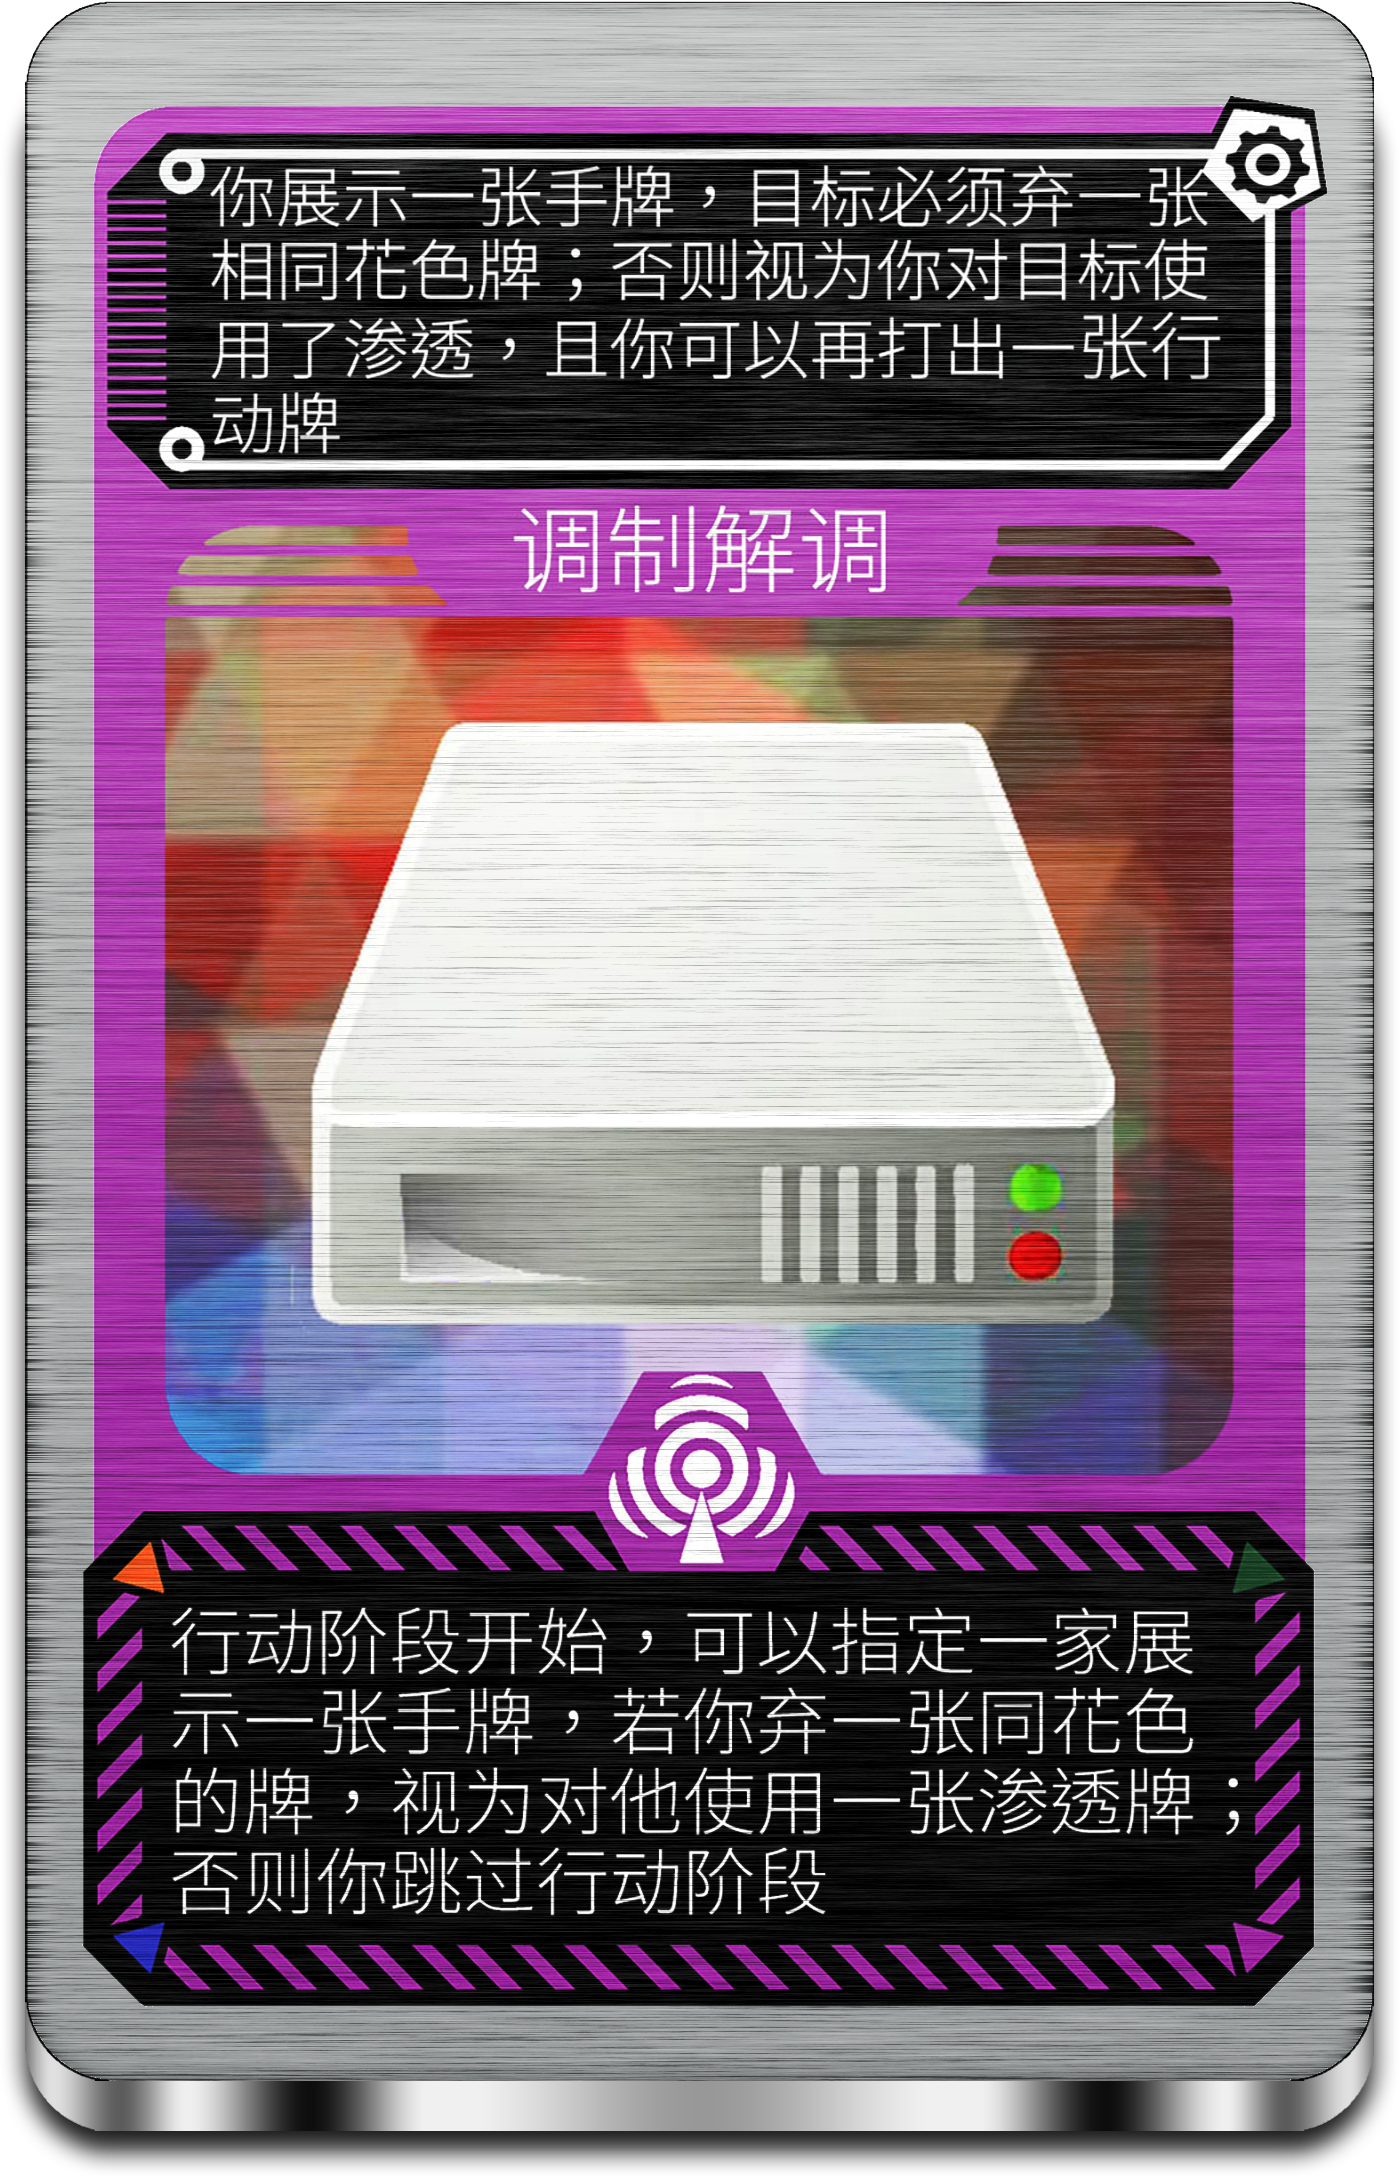 你展示一张手牌，目标必须弃一张
相同花色牌；否则视为你对目标使
用了渗透，且你可以再打出一张行
动牌
调制解调
行动阶段开始，可以指定一家展
示一张手牌，若你弃一张同花色
的牌，视为对他使用一张渗透牌；
否则你跳过行动阶段